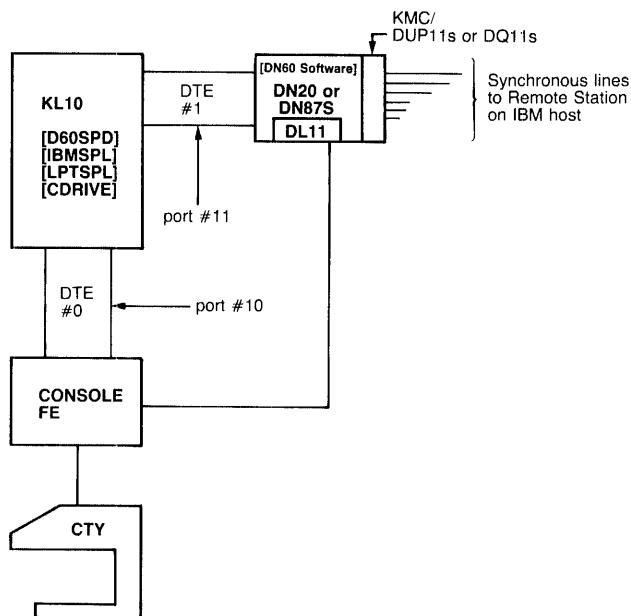 KMC/
DUP11s or DQ11s
[DN60 Software]
DN20 or
DN87S
DL11
Synchronous lines
to Remote Station
on IBM host
KL10
[D60SPD]
[IBMSPL]
[LPTSPL]
[CDRIVE]
DTE
#1
port #11
DTE
#0
port #10
CONSOLE
FE
CTY